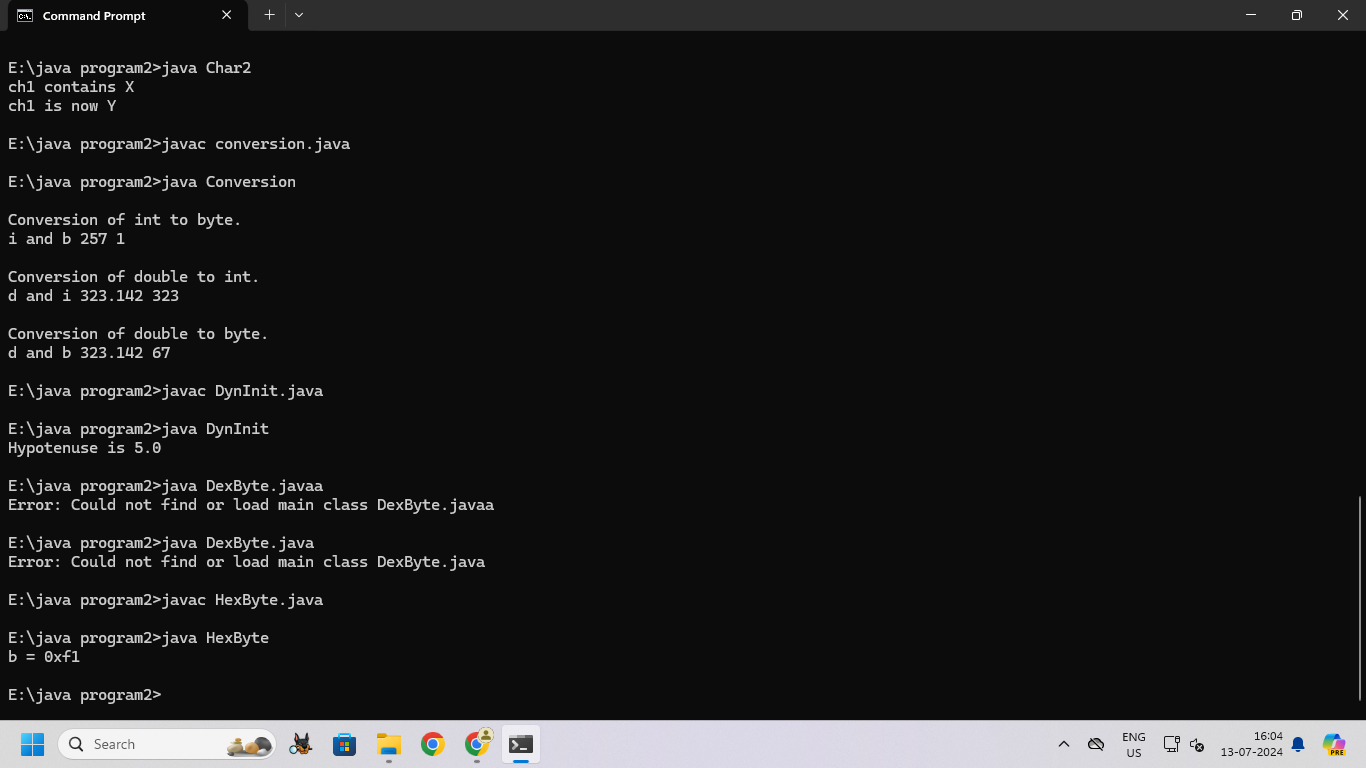 Command Prompt
E:\java program2>java Char2
ch1 contains X
ch1 is now Y
E:\java program2>javac conversion.java
E:\java program2>java Conversion
Conversion of int to byte.
i and b 257 1
Conversion of double to int.
d and i 323.142 323
Conversion of double to byte.
d and b 323.142 67
E:\java program2>javac DynInit.java
E:\java program2>java DynInit
Hypotenuse is 5.0
E:\java program2>java DexByte.javaa
Error: Could not find or load main class DexByte.javaa
E:\java program2>java DexByte.java
Error: Could not find or load main class DexByte.java
E:\java program2>javac HexByte.java
E:\java program2>java HexByte
b = 0xf1
E:\java program2>
Search
ENG
US
16:04
13-07-2024
PRE